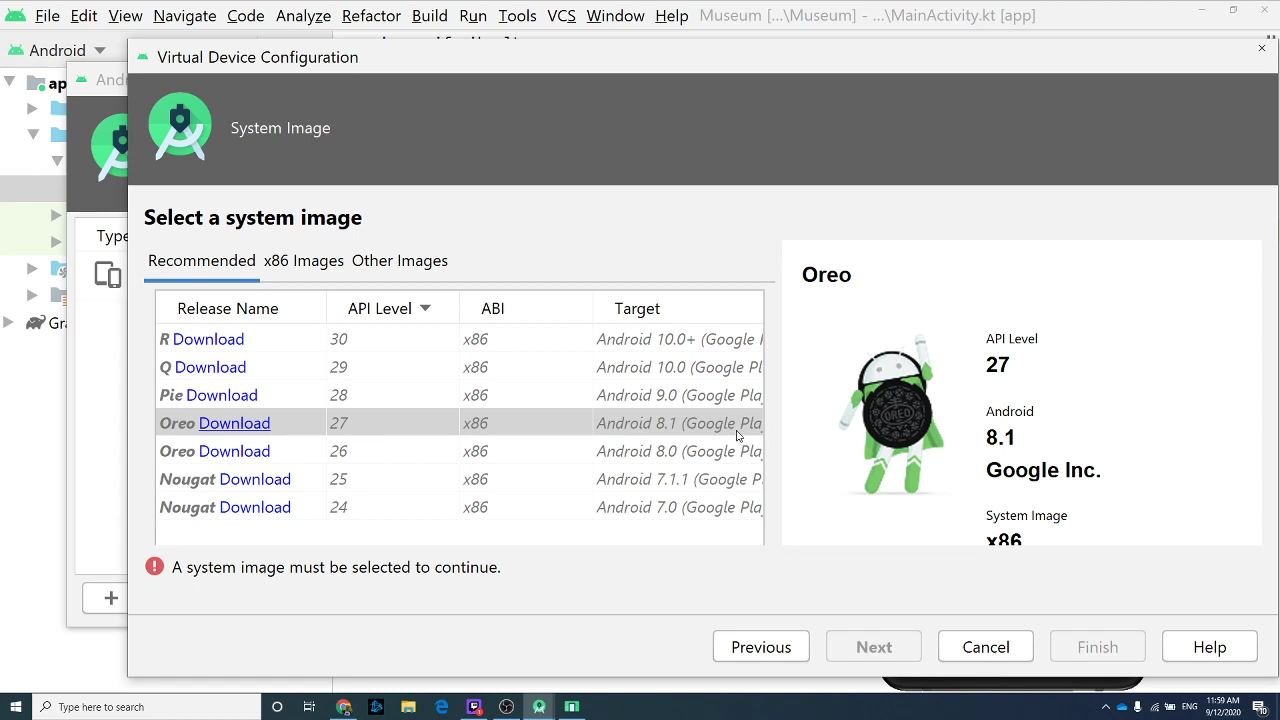 File Edit View Navigate Code Analyze Refactor Build Run Tools VCS Window Help Museum [...\Museum] - ...\MainActivity.kt [app]
Android
Virtual Device Configuration
ap
Andr
System Image
Select a system image
Type
Recommended x86 Images Other Images
Oreo
Release Name API Level ABI Target
R Download 30 x86 Android 10.0+ (Google P
Q Download 29 x86 Android 10.0 (Google Pl
Pie Download 28 x86 Android 9.0 (Google Pla
Oreo Download 27 x86 Android 8.1 (Google Pla
Oreo Download 26 x86 Android 8.0 (Google Pla
Nougat Download 25 x86 Android 7.1.1 (Google P
Nougat Download 24 x86 Android 7.0 (Google Pla
API Level
27
Android
8.1
Google Inc.
System Image
x86
OREO
Gra
A system image must be selected to continue.
+
Previous Next Cancel Finish Help
Type here to search
ENG
11:59 AM
9/12/2020